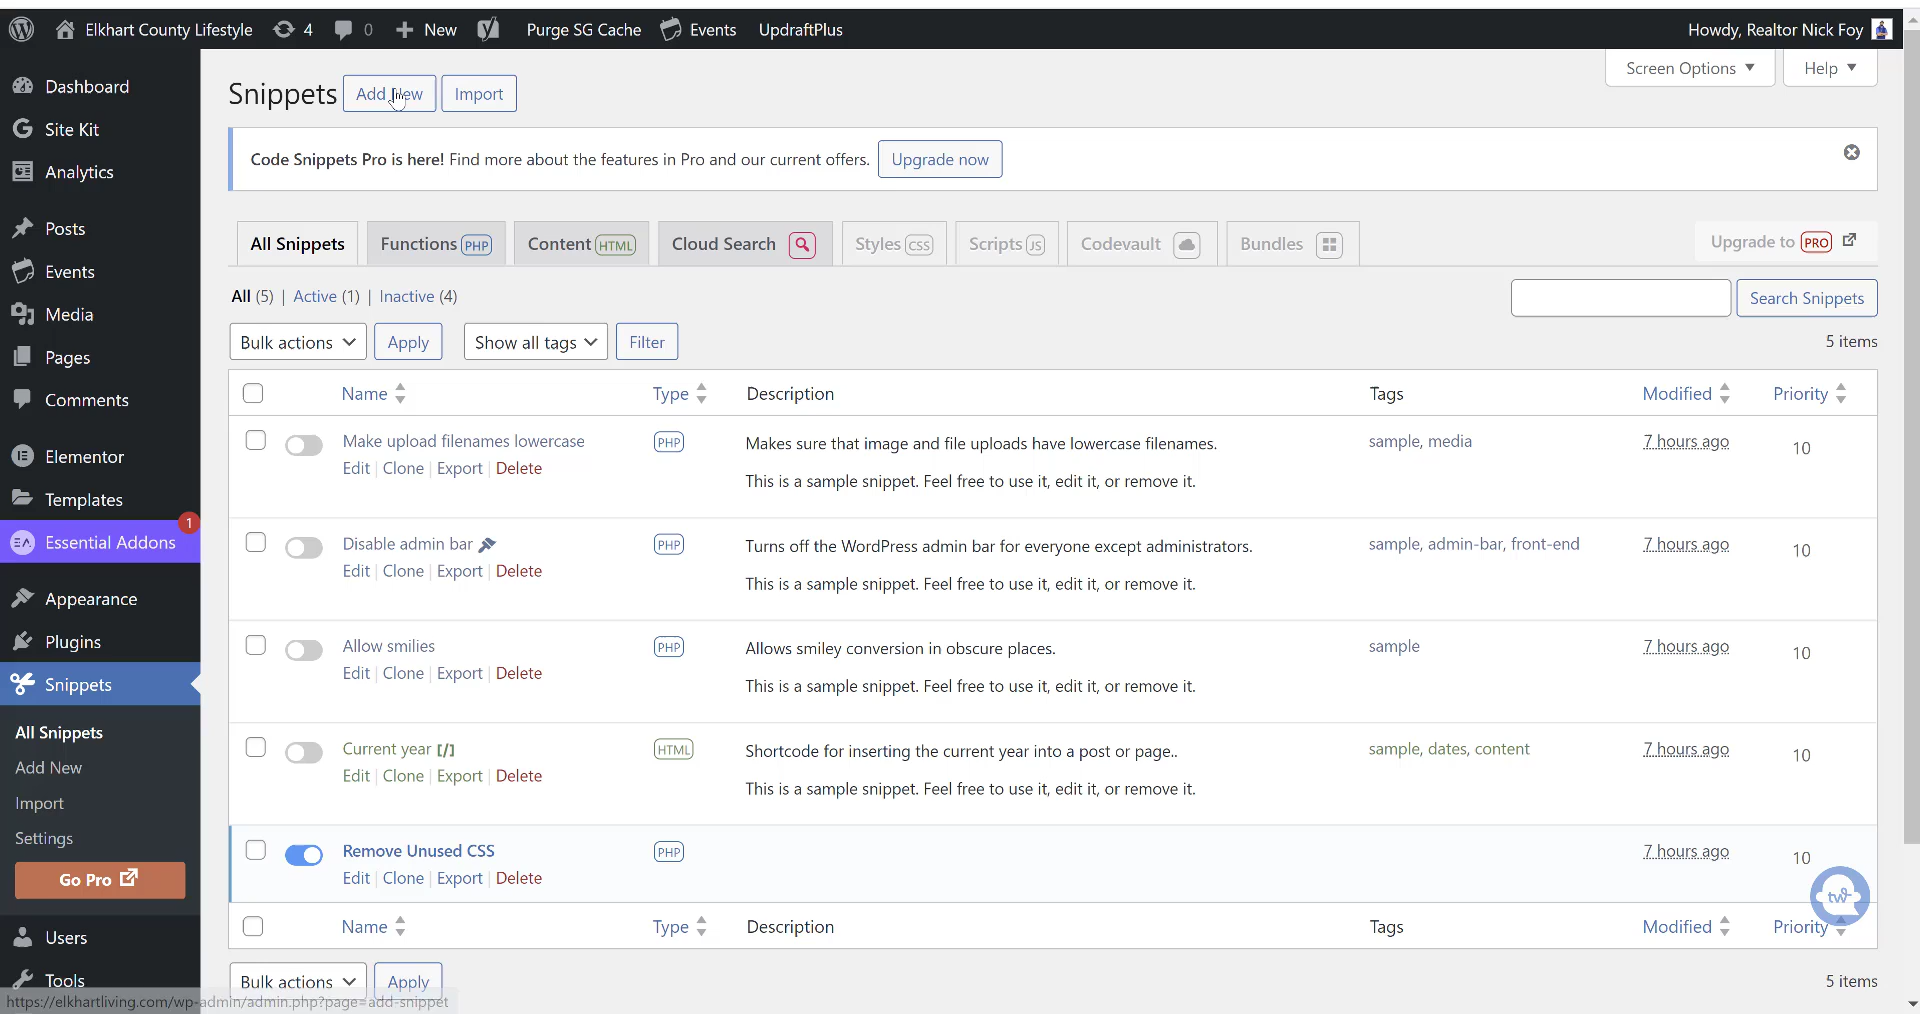 Elkhart County Lifestyle 4 0 New Purge SG Cache Events UpdraftPlus Howdy, Realtor Nick Foy
Screen Options Help
Dashboard
Site Kit
Analytics
Posts
Events
Media
Pages
Comments
Elementor
Templates
1
Essential Addons
Appearance
Plugins
Snippets
All Snippets
Add New
Import
Settings
Go Pro
Users
Tools
Snippets Add New Import
Code Snippets Pro is here! Find more about the features in Pro and our current offers. Upgrade now
All Snippets Functions PHP Content HTML Cloud Search Styles CSS Scripts JS Codevault Bundles Upgrade to PRO
All (5) | Active (1) | Inactive (4)
Search Snippets
Bulk actions Apply Show all tags Filter 5 items
Name Type Description Tags Modified Priority
Make upload filenames lowercase PHP Makes sure that image and file uploads have lowercase filenames. sample, media 7 hours ago 10
Edit | Clone | Export | Delete
This is a sample snippet. Feel free to use it, edit it, or remove it.
Disable admin bar PHP Turns off the WordPress admin bar for everyone except administrators. sample, admin-bar, front-end 7 hours ago 10
Edit | Clone | Export | Delete
This is a sample snippet. Feel free to use it, edit it, or remove it.
Allow smilies PHP Allows smiley conversion in obscure places. sample 7 hours ago 10
Edit | Clone | Export | Delete
This is a sample snippet. Feel free to use it, edit it, or remove it.
Current year [/] HTML Shortcode for inserting the current year into a post or page.. sample, dates, content 7 hours ago 10
Edit | Clone | Export | Delete
This is a sample snippet. Feel free to use it, edit it, or remove it.
Remove Unused CSS PHP 7 hours ago 10
Edit | Clone | Export | Delete
tw
Name Type Description Tags Modified Priority
Bulk actions Apply 5 items
https://elkhartliving.com/wp-admin/admin.php?page=add-snippet